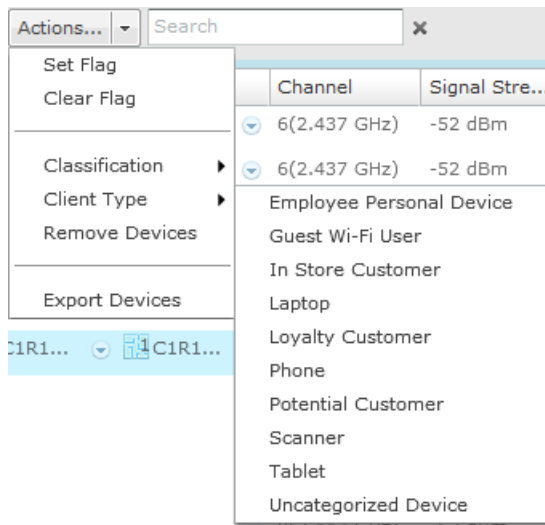 Actions... Search
Set Flag
Clear Flag
Channel Signal Stre...
6(2.437 GHz) -52 dBm
Classification 6(2.437 GHz) -52 dBm
Client Type
Remove Devices
Export Devices
Employee Personal Device
Guest Wi-Fi User
In Store Customer
Laptop
Loyalty Customer
Phone
Potential Customer
Scanner
Tablet
Uncategorized Device
C1R1... 1 C1R1...